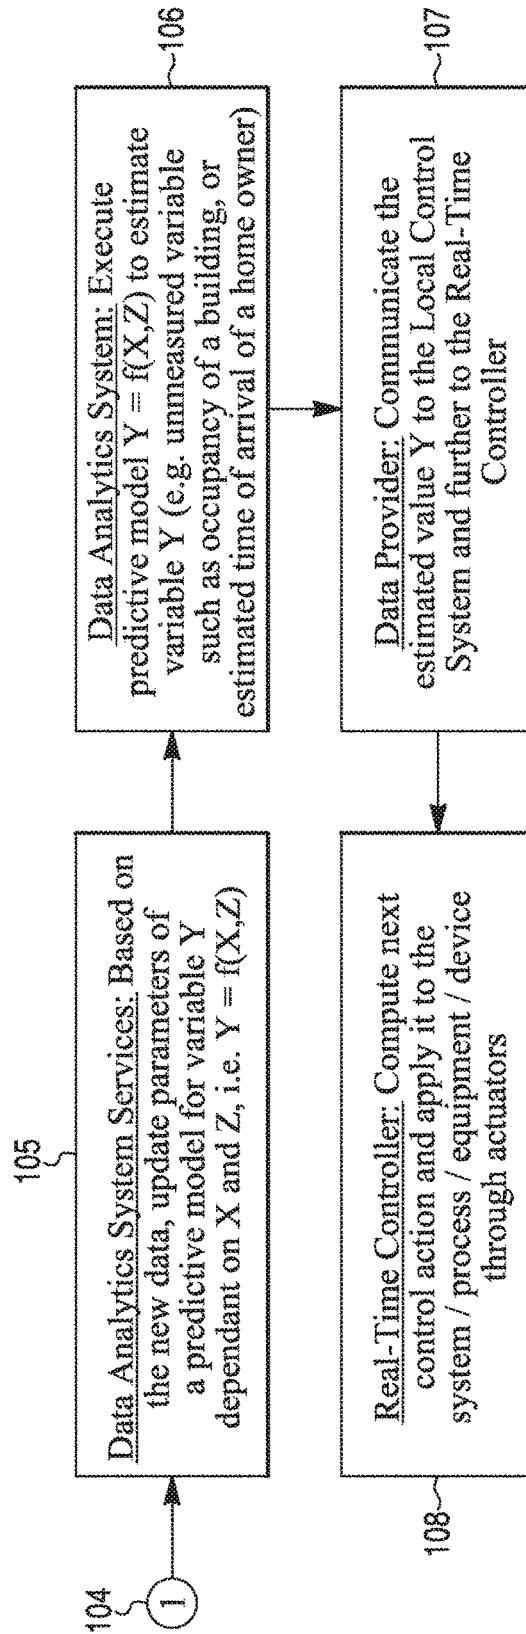 104
1
105
Data Analytics System Services: Based on
the new data, update parameters of
a predictive model for variable Y
dependant on X and Z, i.e. Y = f(X,Z)
106
Data Analytics System: Execute
predictive model Y = f(X,Z) to estimate
variable Y (e.g. unmeasured variable
such as occupancy of a building, or
estimated time of arrival of a home owner)
107
Data Provider: Communicate the
estimated value Y to the Local Control
System and further to the Real-Time
Controller
108
Real-Time Controller: Compute next
control action and apply it to the
system / process / equipment / device
through actuators